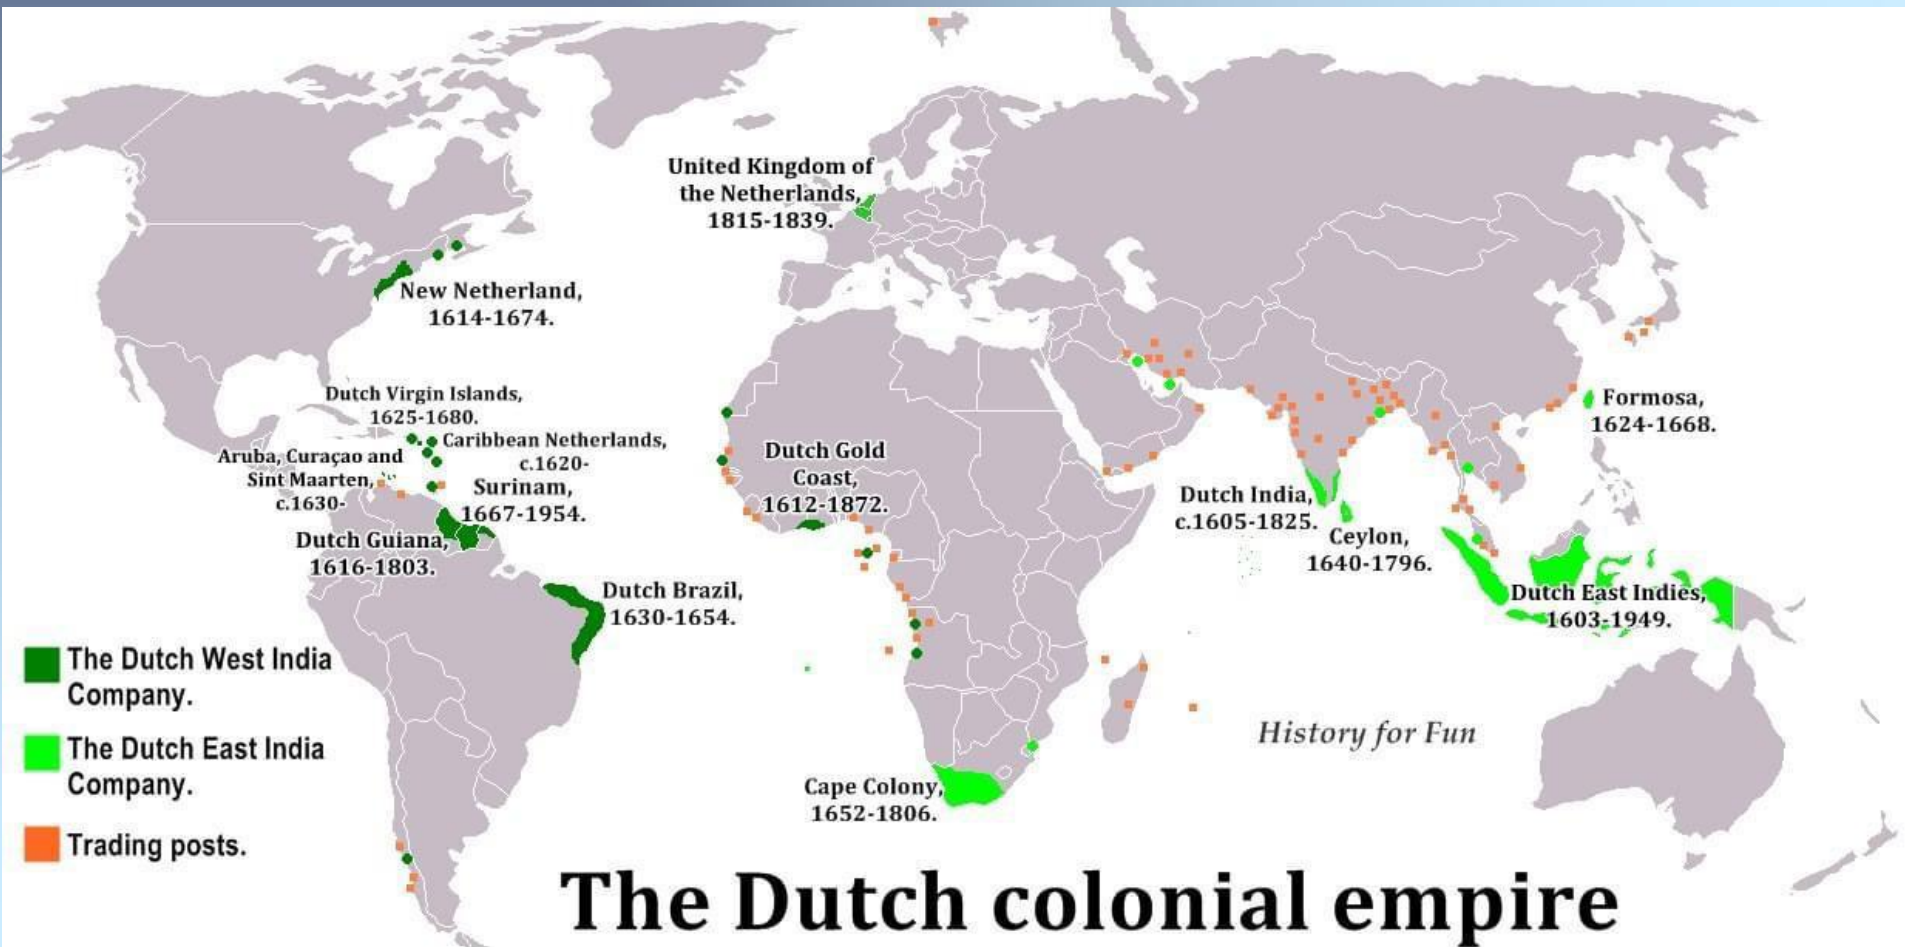 United Kingdom of
the Netherlands,
1815-1839.
New Netherland,
1614-1674.
Dutch Virgin Islands,
1625-1680.
Caribbean Netherlands,
c.1620-
Aruba, Curaçao and
Sint Maarten,
c.1630-
Surinam,
1667-1954.
Dutch Guiana,
1616-1803.
Dutch Brazil,
1630-1654.
Dutch Gold
Coast,
1612-1872.
Formosa,
1624-1668.
Dutch India,
c.1605-1825.
Ceylon,
1640-1796.
Dutch East Indies,
1603-1949.
Cape Colony,
1652-1806.
The Dutch West India
Company.
The Dutch East India
Company.
Trading posts.
History for Fun
The Dutch colonial empire